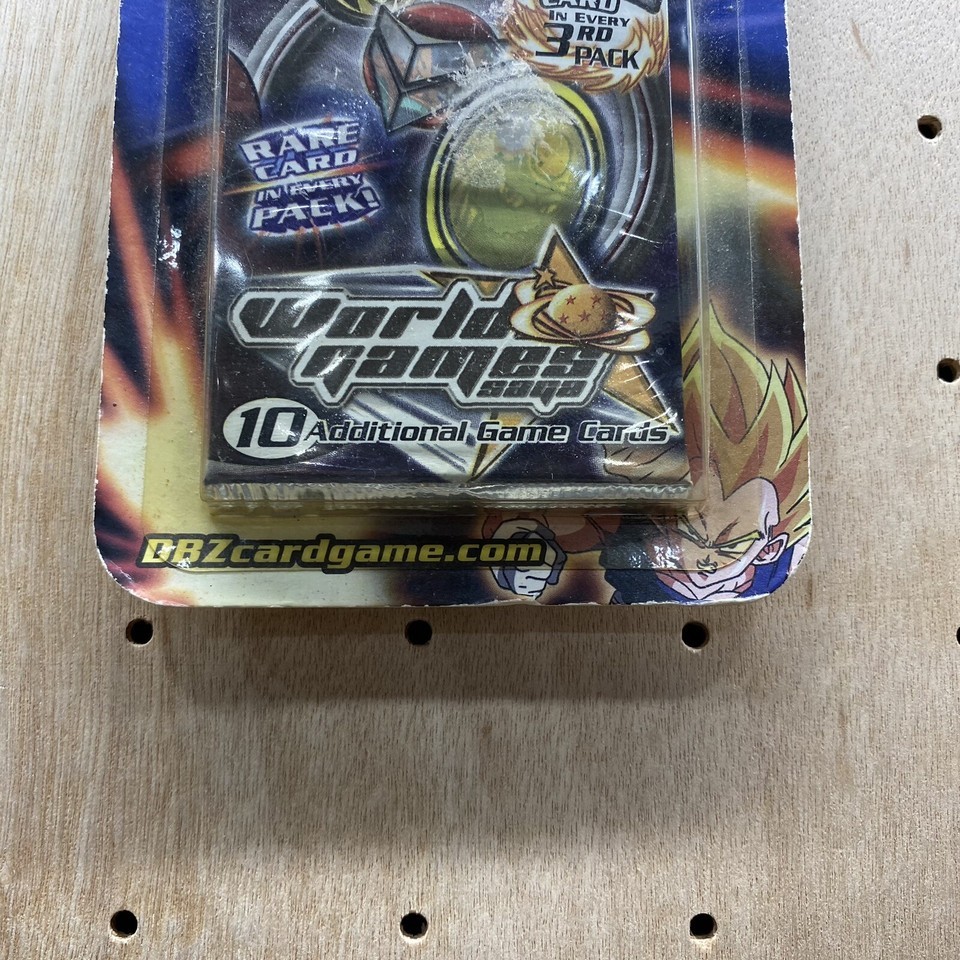 CARD
IN EVERY
3RD
PACK
RARE
CARD
IN EVERY
PACK!
World
Games
saga
10 Additional Game Cards
DBZcardgame.com